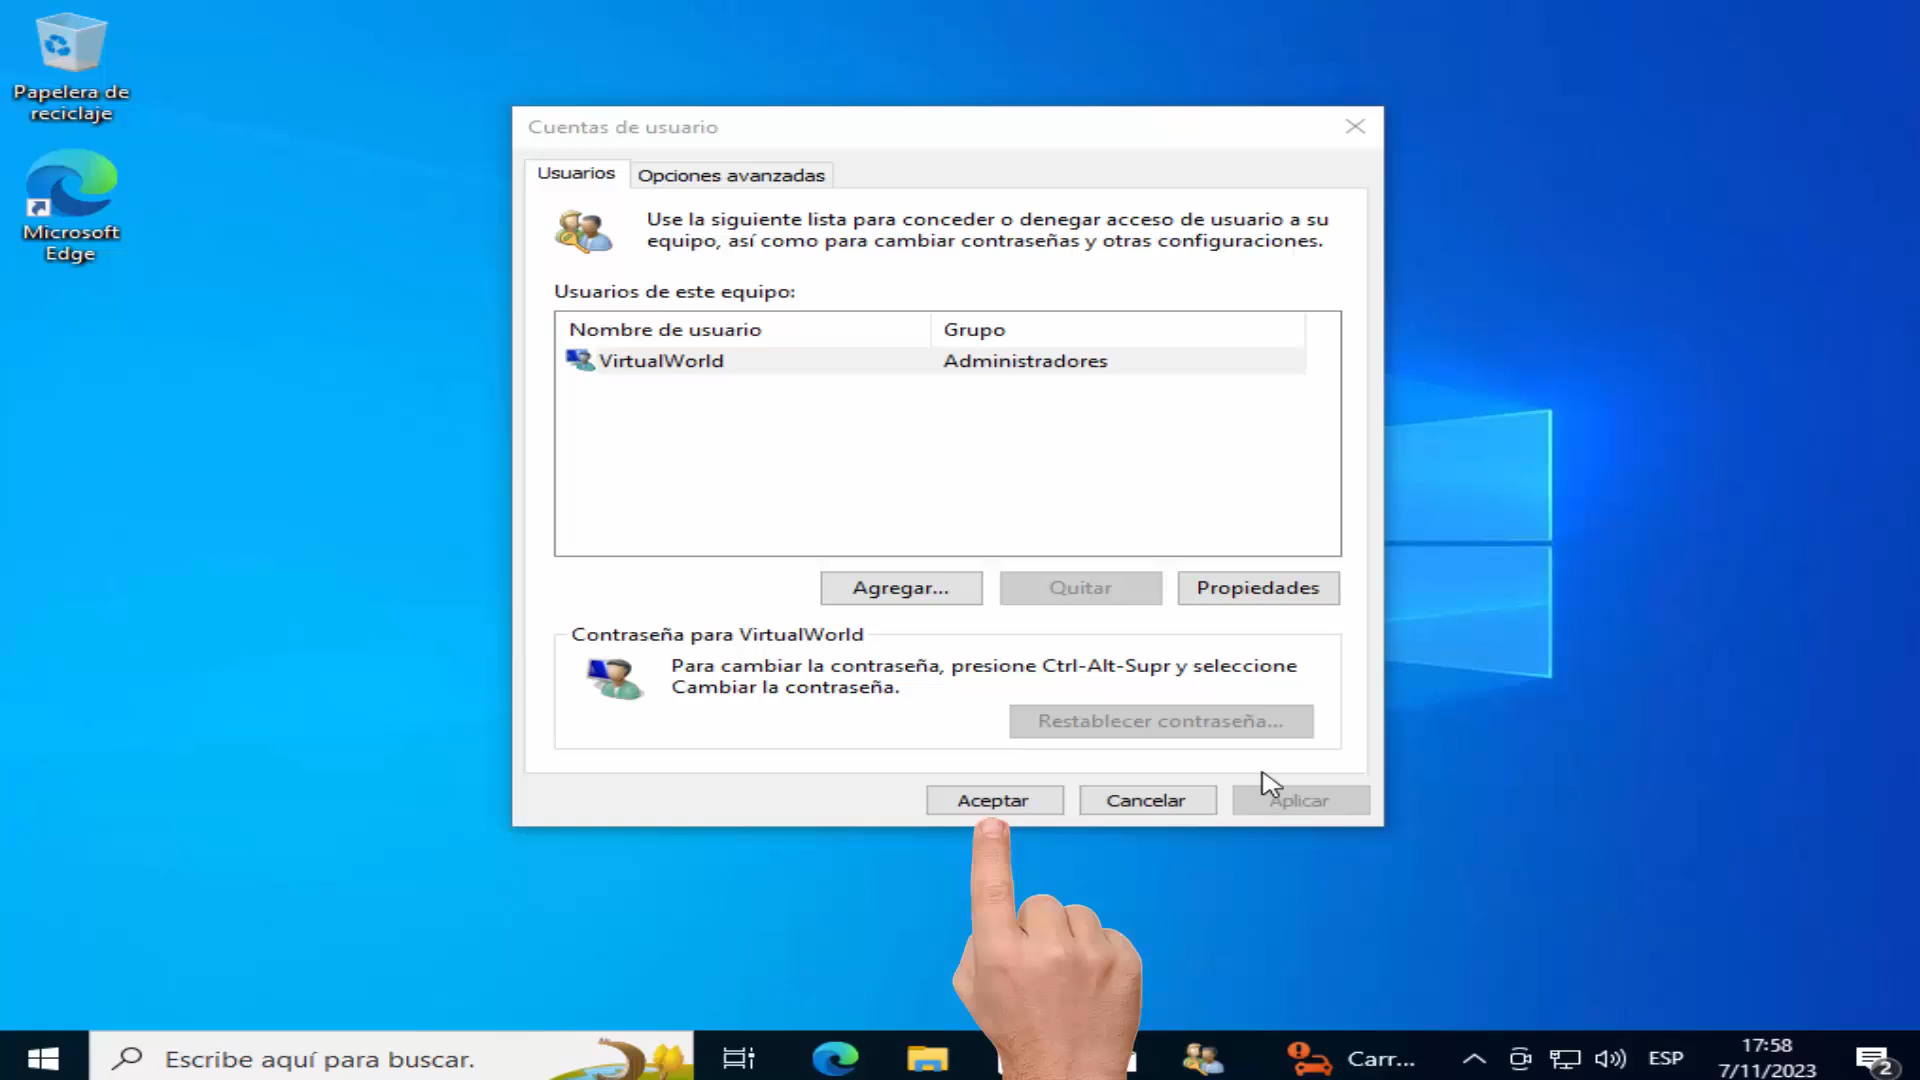 Papelera de
reciclaje
Microsoft
Edge
Cuentas de usuario
Usuarios
Opciones avanzadas
Use la siguiente lista para conceder o denegar acceso de usuario a su
equipo, así como para cambiar contraseñas y otras configuraciones.
Usuarios de este equipo:
Nombre de usuario
Grupo
VirtualWorld
Administradores
Agregar...
Quitar
Propiedades
Contraseña para VirtualWorld
Para cambiar la contraseña, presione Ctrl-Alt-Supr y seleccione
Cambiar la contraseña.
Restablecer contraseña...
Aceptar
Cancelar
Aplicar
Escribe aquí para buscar.
Carr...
ESP
17:58
7/11/2023
2